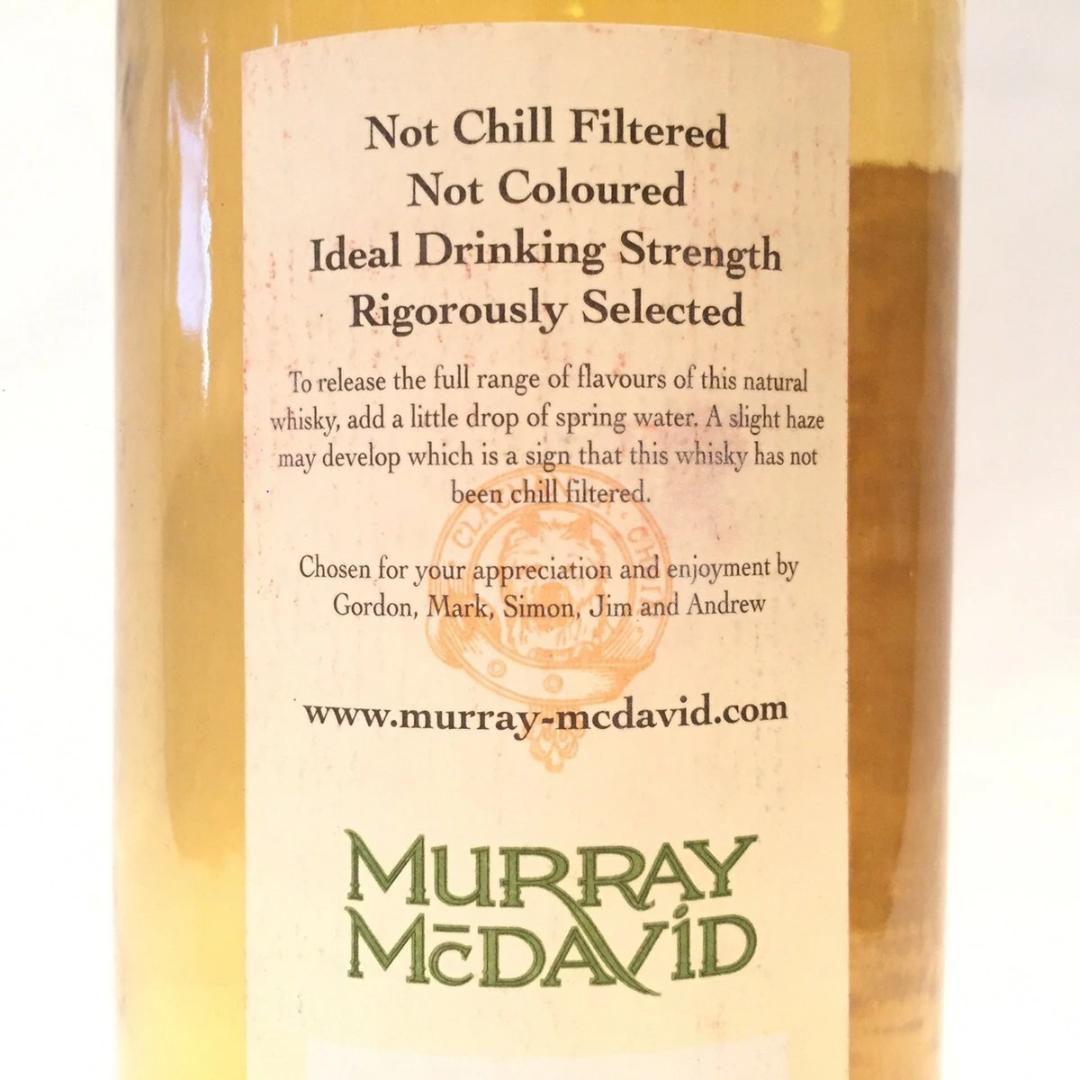 Not Chill Filtered
Not Coloured
Ideal Drinking Strength
Rigorously Selected
To release the full range of flavours of this natural
whisky, add a little drop of spring water. A slight haze
may develop which is a sign that this whisky has not
been chill filtered.
Chosen for your appreciation and enjoyment by
Gordon, Mark, Simon, Jim and Andrew
www.murray-mcdavid.com
MURRAY
McDAVID